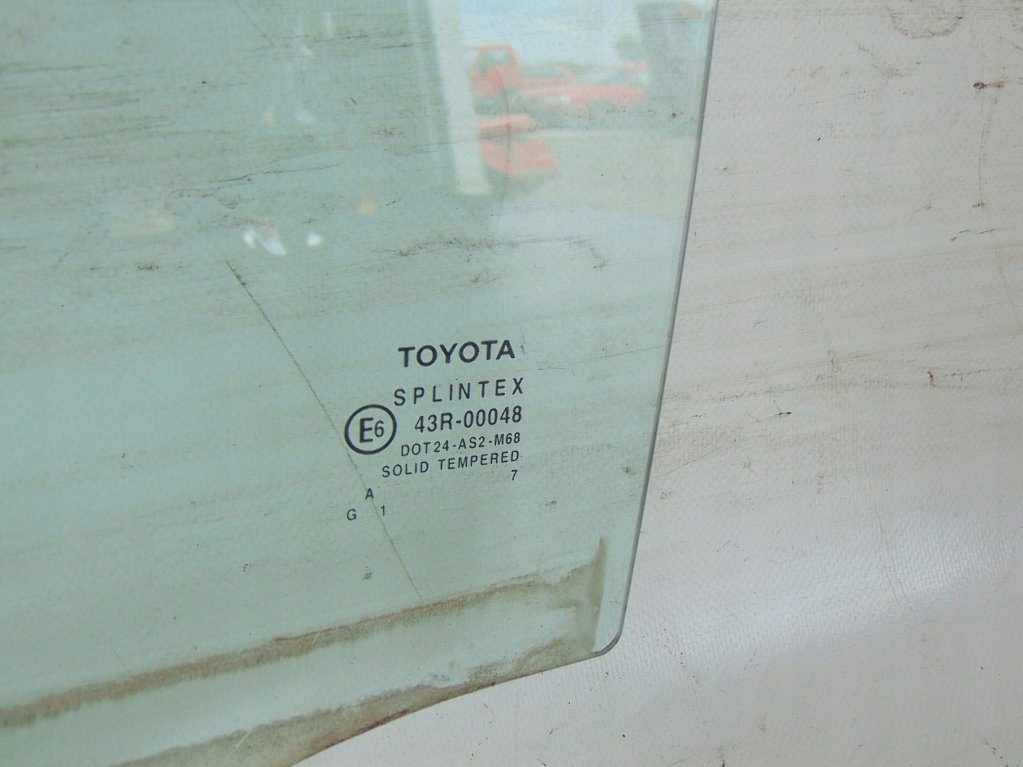 TOYOTA
SPLINTEX
E6 43R-00048
DOT24-AS2-M68
SOLID TEMPERED
7
A
G 1